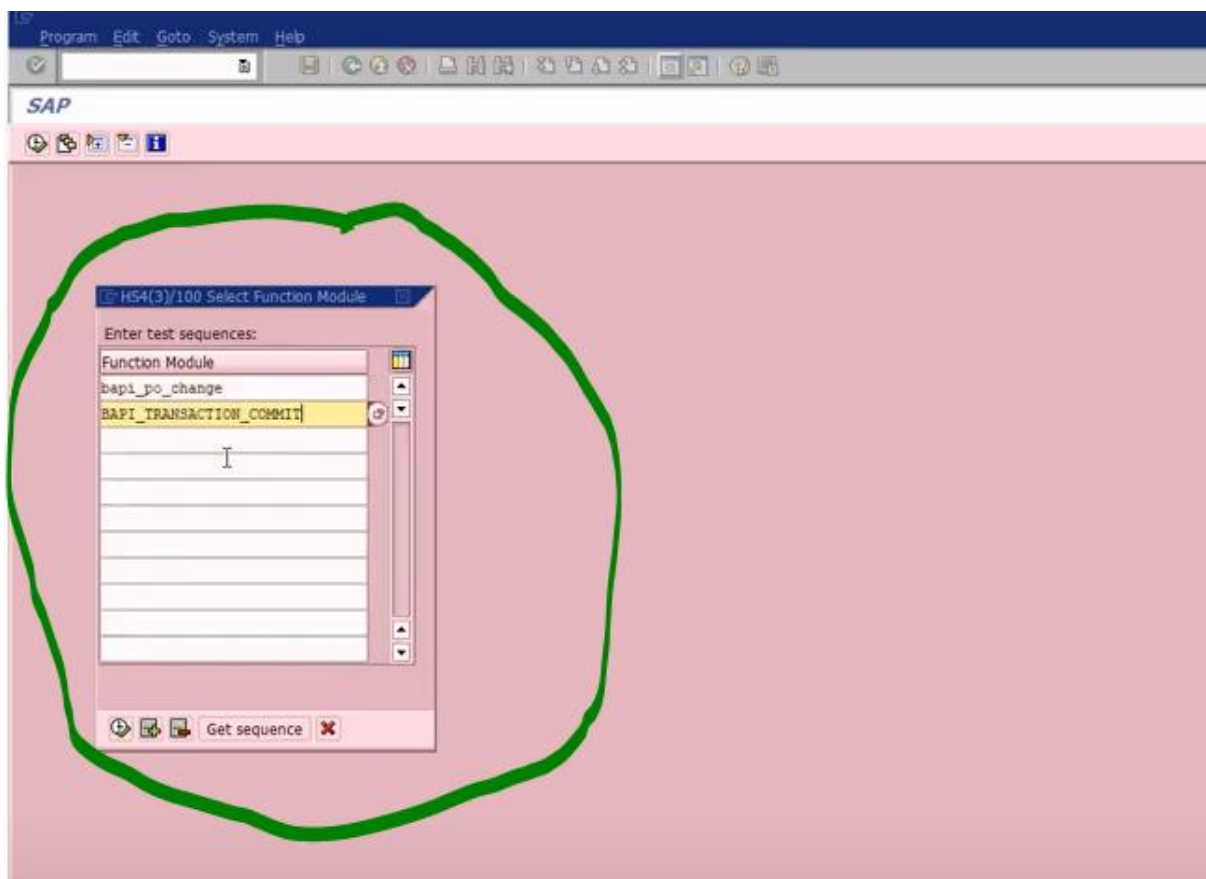 Program Edit Goto System Help
SAP
HS4(3)/100 Select Function Module
Enter test sequences:
Function Module
bapi_po_change
BAPI_TRANSACTION_COMMIT
Get sequence